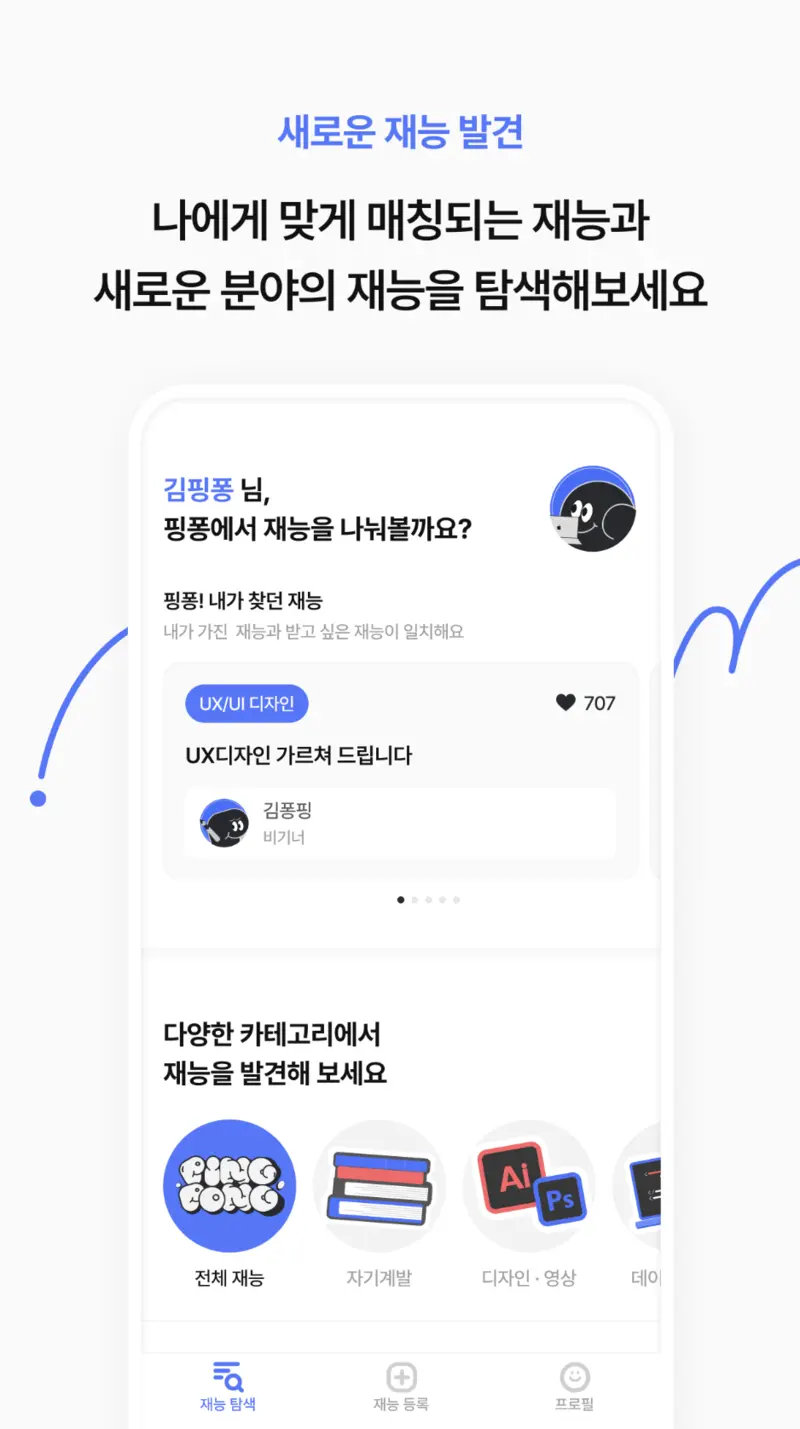 새로운 재능 발견
나에게 맞게 매칭되는 재능과
새로운 분야의 재능을 탐색해보세요
김핑퐁 님,
핑퐁에서 재능을 나눠볼까요?
핑퐁! 내가 찾던 재능
내가 가진 재능과 받고 싶은 재능이 일치해요
UX/UI 디자인
707
UX디자인 가르쳐 드립니다
김퐁핑
비기너
다양한 카테고리에서
재능을 발견해 보세요
PING
PONG
Ai
Ps
전체 재능
자기계발
디자인 · 영상
데이
재능 탐색
재능 등록
프로필